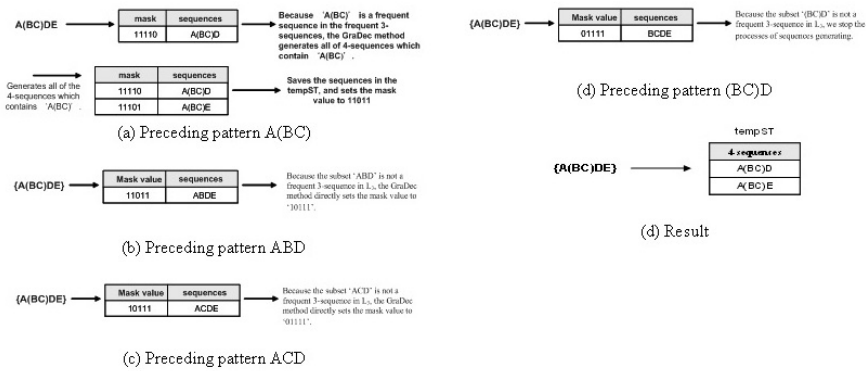 A(BC)DE
mask sequences
11110 A(BC)D
Because 'A(BC)' is a frequent
sequence in the frequent 3-
sequences, the GraDec method
generates all of 4-sequences which
contain 'A(BC)'.
Generates all of the
4-sequences which
contains 'A(BC)'.
mask sequences
11110 A(BC)D
11101 A(BC)E
Saves the sequences in the
tempST, and sets the mask
value to 11011
(a) Preceding pattern A(BC)
{A(BC)DE}
Mask value sequences
11011 ABDE
Because the subset 'ABD' is not a
frequent 3-sequence in L3, the GraDec
method directly sets the mask value to
'10111'.
(b) Preceding pattern ABD
{A(BC)DE}
Mask value sequences
10111 ACDE
Because the subset 'ACD' is not a
frequent 3-sequence in L3, the GraDec
method directly sets the mask value to
'01111'.
(c) Preceding pattern ACD
{A(BC)DE}
Mask value sequences
01111 BCDE
Because the subset '(BC)D' is not a
frequent 3-sequence in L3, we stop the
processes of sequences generating.
(d) Preceding pattern (BC)D
tempST
{A(BC)DE}
4-sequences
A(BC)D
A(BC)E
(d) Result